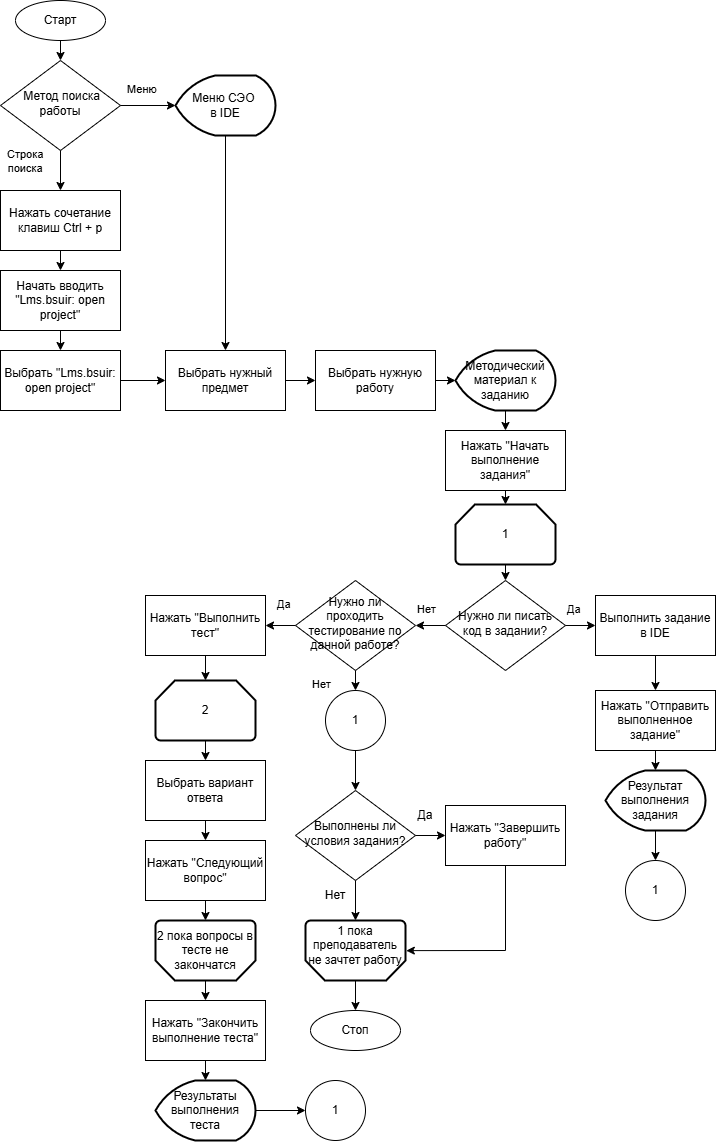 Старт
Метод поиска
работы
Меню
Меню СЭО
в IDE
Строка
поиска
Нажать сочетание
клавиш Ctrl + p
Начать вводить
"Lms.bsuir: open
project"
Выбрать "Lms.bsuir:
open project"
Выбрать нужный
предмет
Выбрать нужную
работу
Методический
материал к
заданию
Нажать "Начать
выполнение
задания"
1
Нажать "Выполнить
тест"
Да
Нужно ли
проходить
тестирование по
данной работе?
Нет
Нужно ли писать
код в задании?
Да
Выполнить задание
в IDE
Нет
2
1
Нажать "Отправить
выполненное
задание"
Выбрать вариант
ответа
Результат
выполнения
задания
Выполнены ли
условия задания?
Да
Нажать "Завершить
работу"
Нажать "Следующий
вопрос"
Нет
1
2 пока вопросы в
тесте не
закончатся
1 пока
преподаватель
не зачтет работу
Нажать "Закончить
выполнение теста"
Стоп
Результаты
выполнения
теста
1